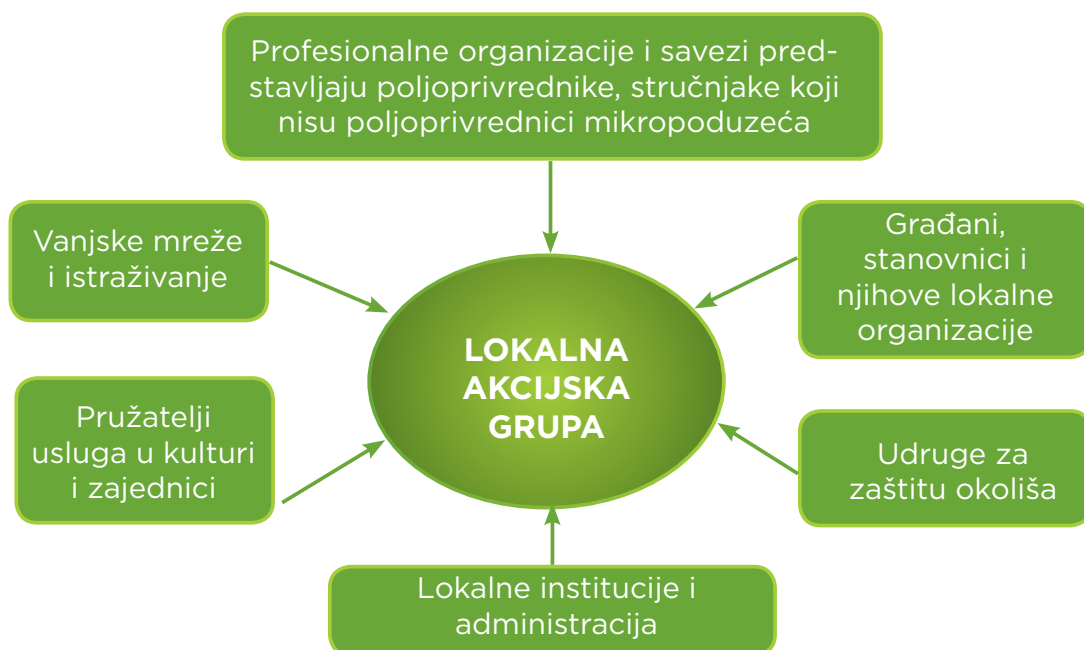 Profesionalne organizacije i savezi pred-
stavljaju poljoprivrednike, stručnjake koji
nisu poljoprivrednici mikropoduzeća
Vanjske mreže
i istraživanje
Građani,
stanovnici i
njihove lokalne
organizacije
LOKALNA
AKCIJSKA
GRUPA
Pružatelji
usluga u kulturi
i zajednici
Udruge za
zaštitu okoliša
Lokalne institucije i
administracija